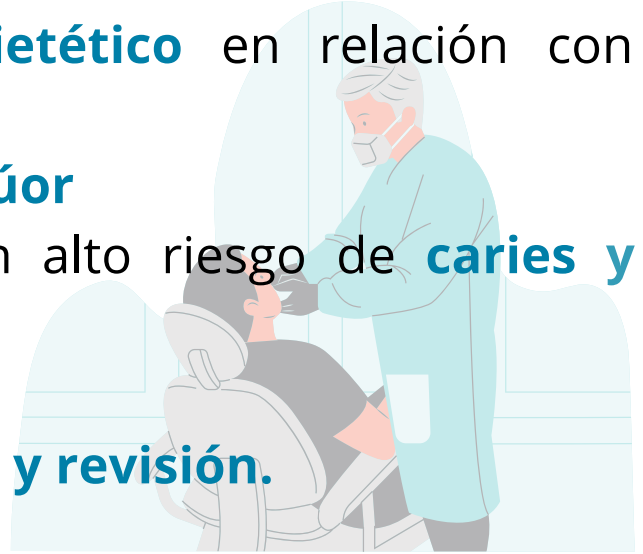 ietético en relación con
úor
n alto riesgo de caries y
y revisión.